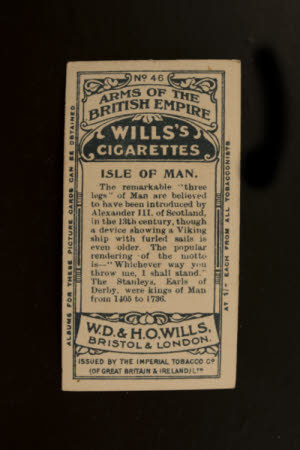 No 46
ARMS OF THE
BRITISH EMPIRE
WILLS'S
CIGARETTES
ISLE OF MAN.
The remarkable "three
legs" of Man are believed
to have been introduced by
Alexander III. of Scotland,
in the 13th century, though
a device showing a Viking
ship with furled sails is
even older. The popular
rendering of the motto
is—"Whichever way you
throw me, I shall stand."
The Stanleys, Earls of
Derby, were kings of Man
from 1405 to 1736.
W.D. & H.O. WILLS,
BRISTOL & LONDON.
ISSUED BY THE IMPERIAL TOBACCO Co
(OF GREAT BRITAIN & IRELAND) LTD
ALBUMS FOR THESE PICTURE CARDS CAN BE OBTAINED
AT 1/- EACH FROM ALL TOBACCONISTS